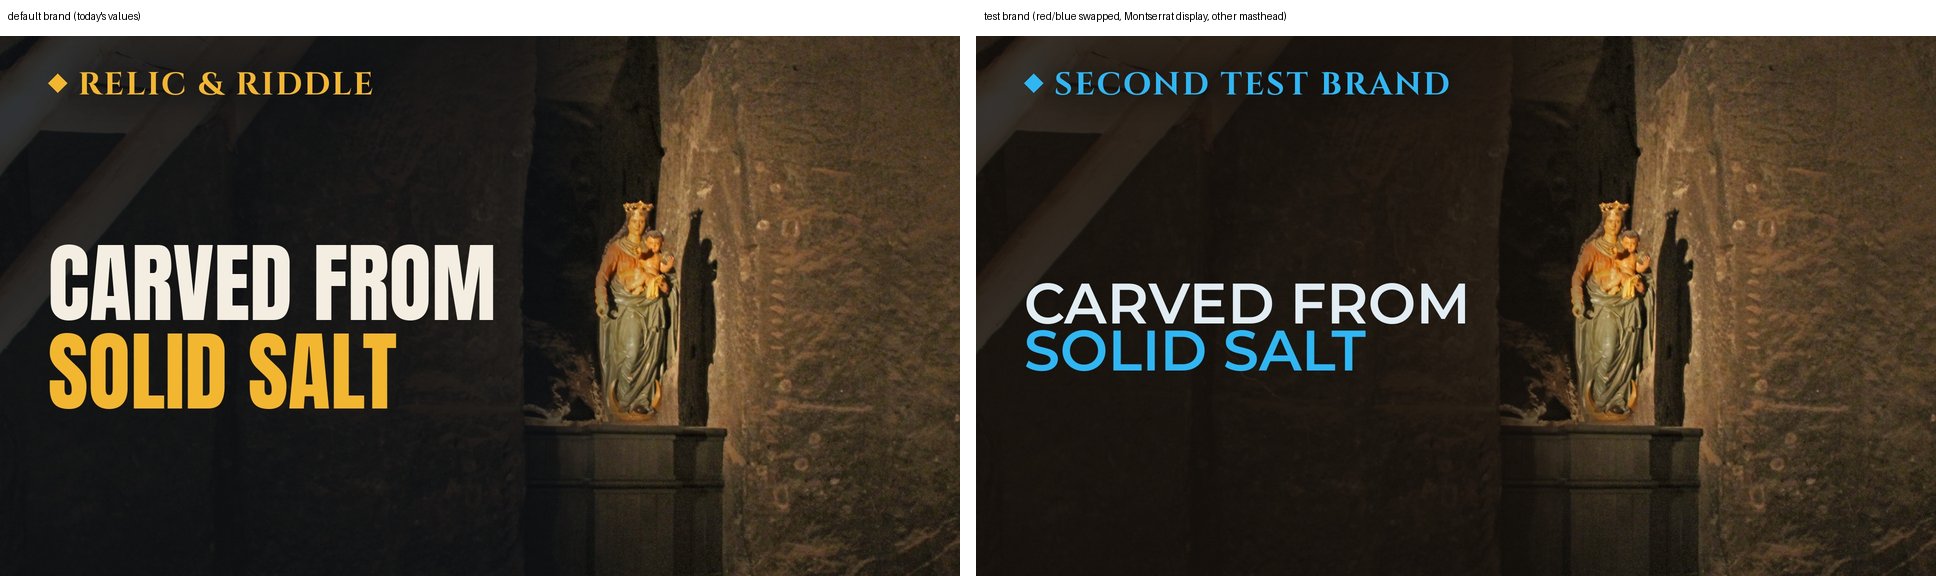 default brand (today's values)
◆ RELIC & RIDDLE
CARVED FROM
SOLID SALT
test brand (red/blue swapped, Montserrat display, other masthead)
◆ SECOND TEST BRAND
CARVED FROM
SOLID SALT